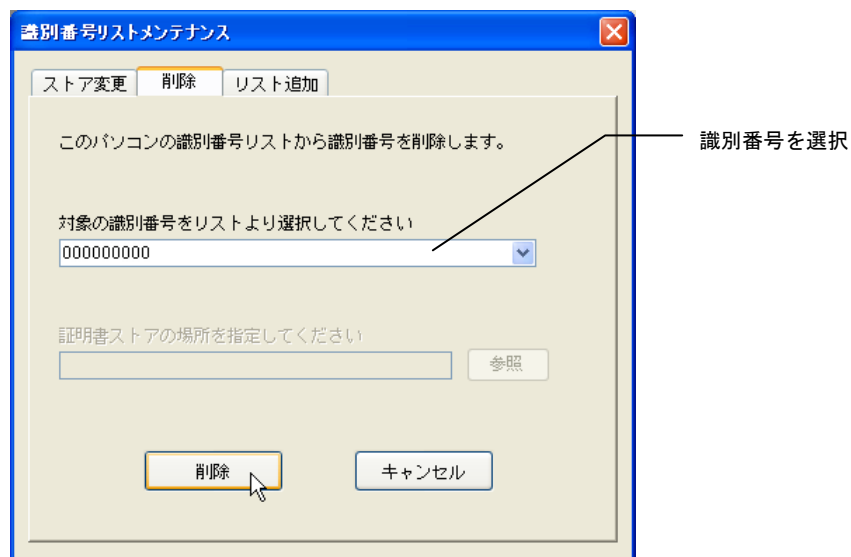 識別番号リストメンテナンス
ストア変更 削除 リスト追加
このパソコンの識別番号リストから識別番号を削除します。
識別番号を選択
対象の識別番号をリストより選択してください
000000000
証明書ストアの場所を指定してください
参照
削除 キャンセル